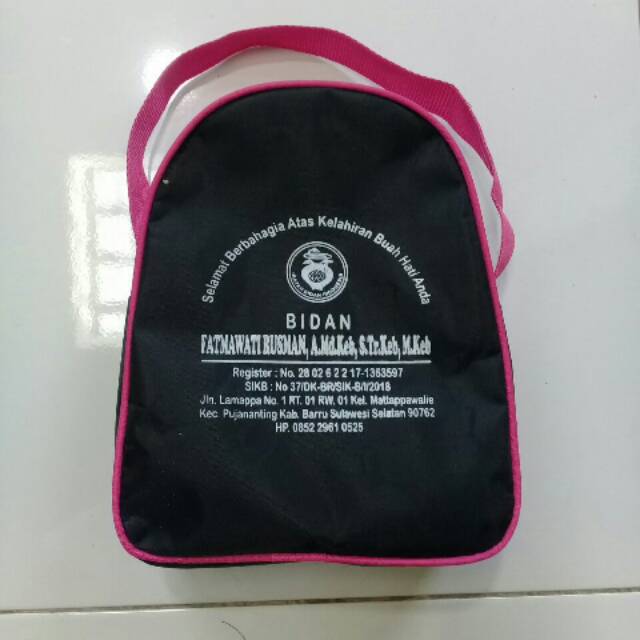 Selamat Berbahagia Atas Kelahiran Buah Hati Anda
BIDAN
FATMAWATI RUSMAN, A.Md.Keb, S.Tr.Keb, M.Keb
Register : No. 28 02 6 2 2 17-1363597
SIKB : No 37/DK-BR/SIK-B/I/2018
Jln. Lamappa No. 1 RT. 01 RW. 01 Kel. Mattappawalie
Kec. Pujananting Kab. Barru Sulawesi Selatan 90762
HP. 0852 2961 0525